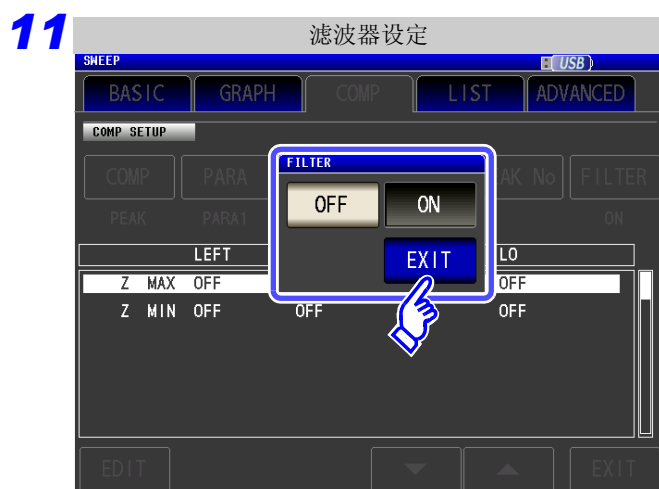 11
滤波器设定
SWEEP
USB
BASIC GRAPH COMP LIST ADVANCED
COMP SETUP
COMP PARA AK No FILTER
PEAK PARA1 ON
FILTER
OFF ON
EXIT
LEFT LO
Z MAX OFF OFF
Z MIN OFF OFF OFF
EDIT EXIT